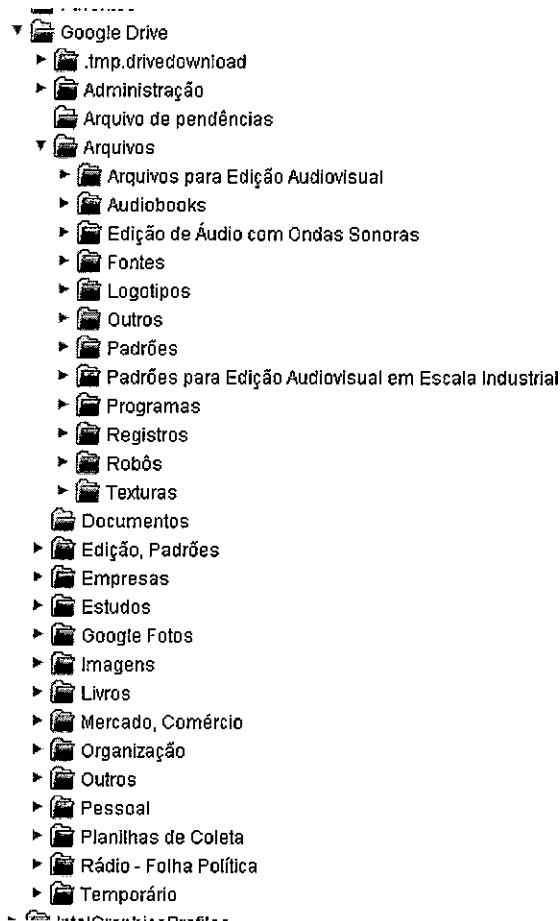 Google Drive
.tmp.drivedownload
Administração
Arquivo de pendências
Arquivos
Arquivos para Edição Audiovisual
Audiobooks
Edição de Áudio com Ondas Sonoras
Fontes
Logotipos
Outros
Padrões
Padrões para Edição Audiovisual em Escala Industrial
Programas
Registros
Robôs
Texturas
Documentos
Edição, Padrões
Empresas
Estudos
Google Fotos
Imagens
Livros
Mercado, Comércio
Organização
Outros
Pessoal
Planilhas de Coleta
Rádio - Folha Política
Temporário